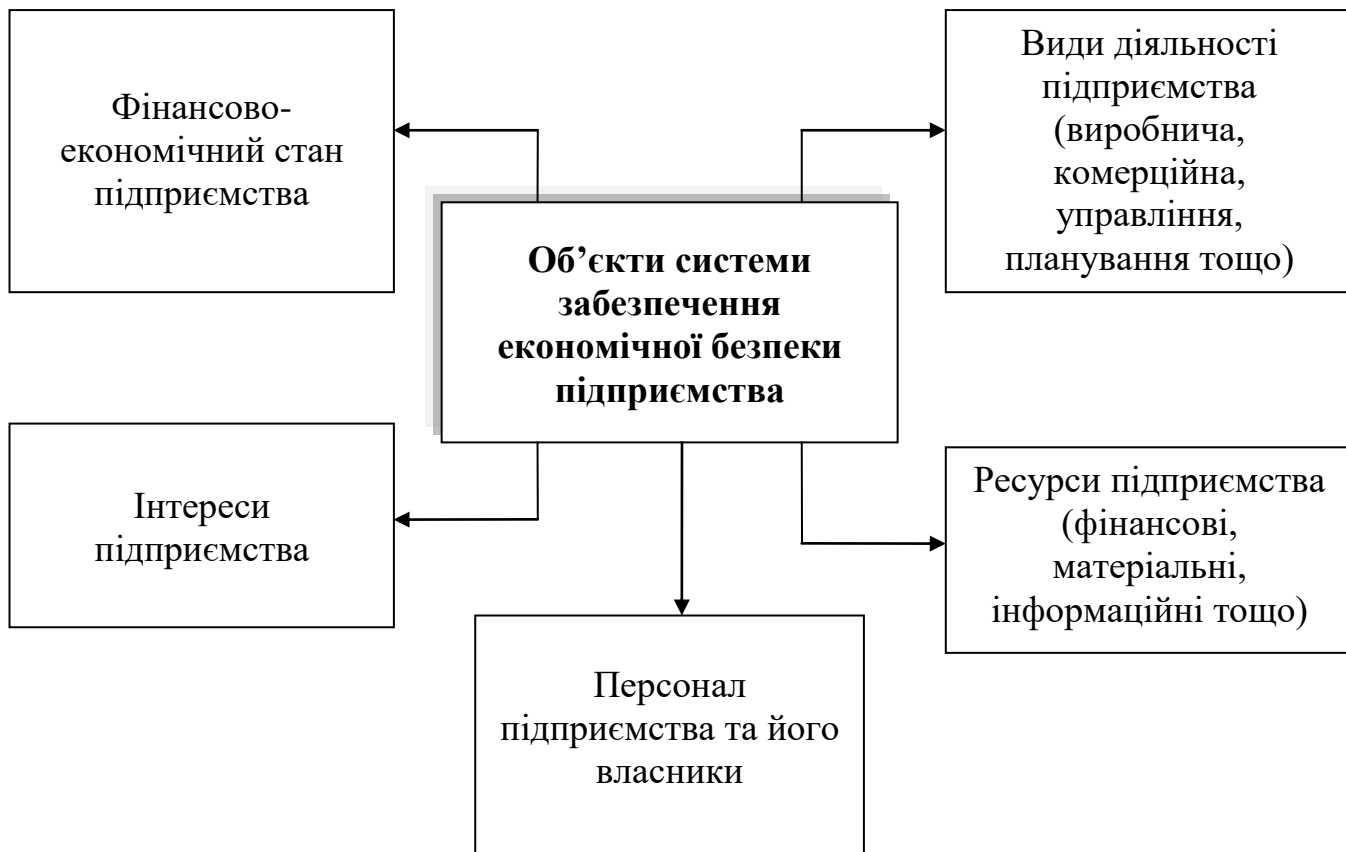 Фінансово-
економічний стан
підприємства
Види діяльності
підприємства
(виробнича,
комерційна,
управління,
планування тощо)
Об’єкти системи
забезпечення
економічної безпеки
підприємства
Інтереси
підприємства
Ресурси підприємства
(фінансові,
матеріальні,
інформаційні тощо)
Персонал
підприємства та його
власники